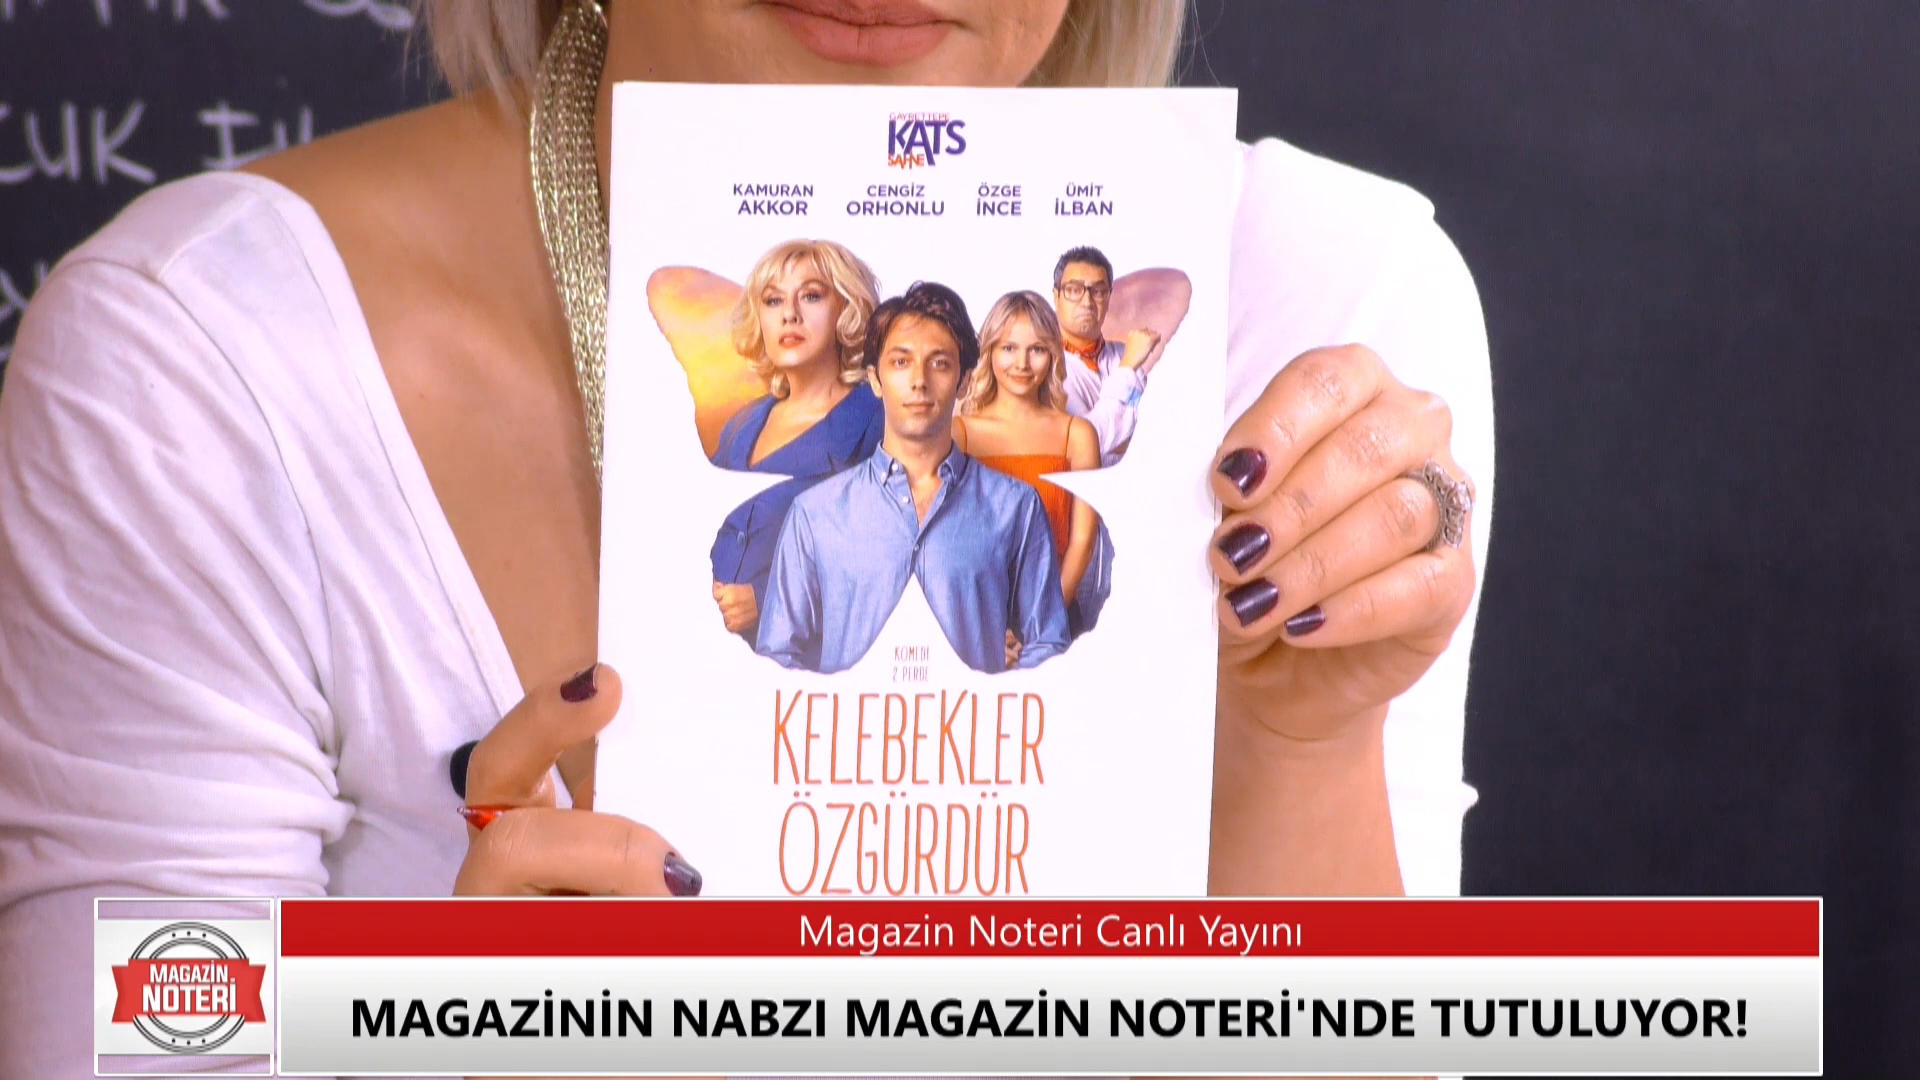 CUK
GAYRETTEPE
KATS
SAHNE
KAMURAN AKKOR
CENGİZ ORHONLU
ÖZGE İNCE
ÜMİT İLBAN
KOMEDİ
2 PERDE
KELEBEKLER
ÖZGÜRDÜR
Magazin Noteri Canlı Yayını
MAGAZİN
NOTERİ
MAGAZİNİN NABZI MAGAZİN NOTERİ'NDE TUTULUYOR!